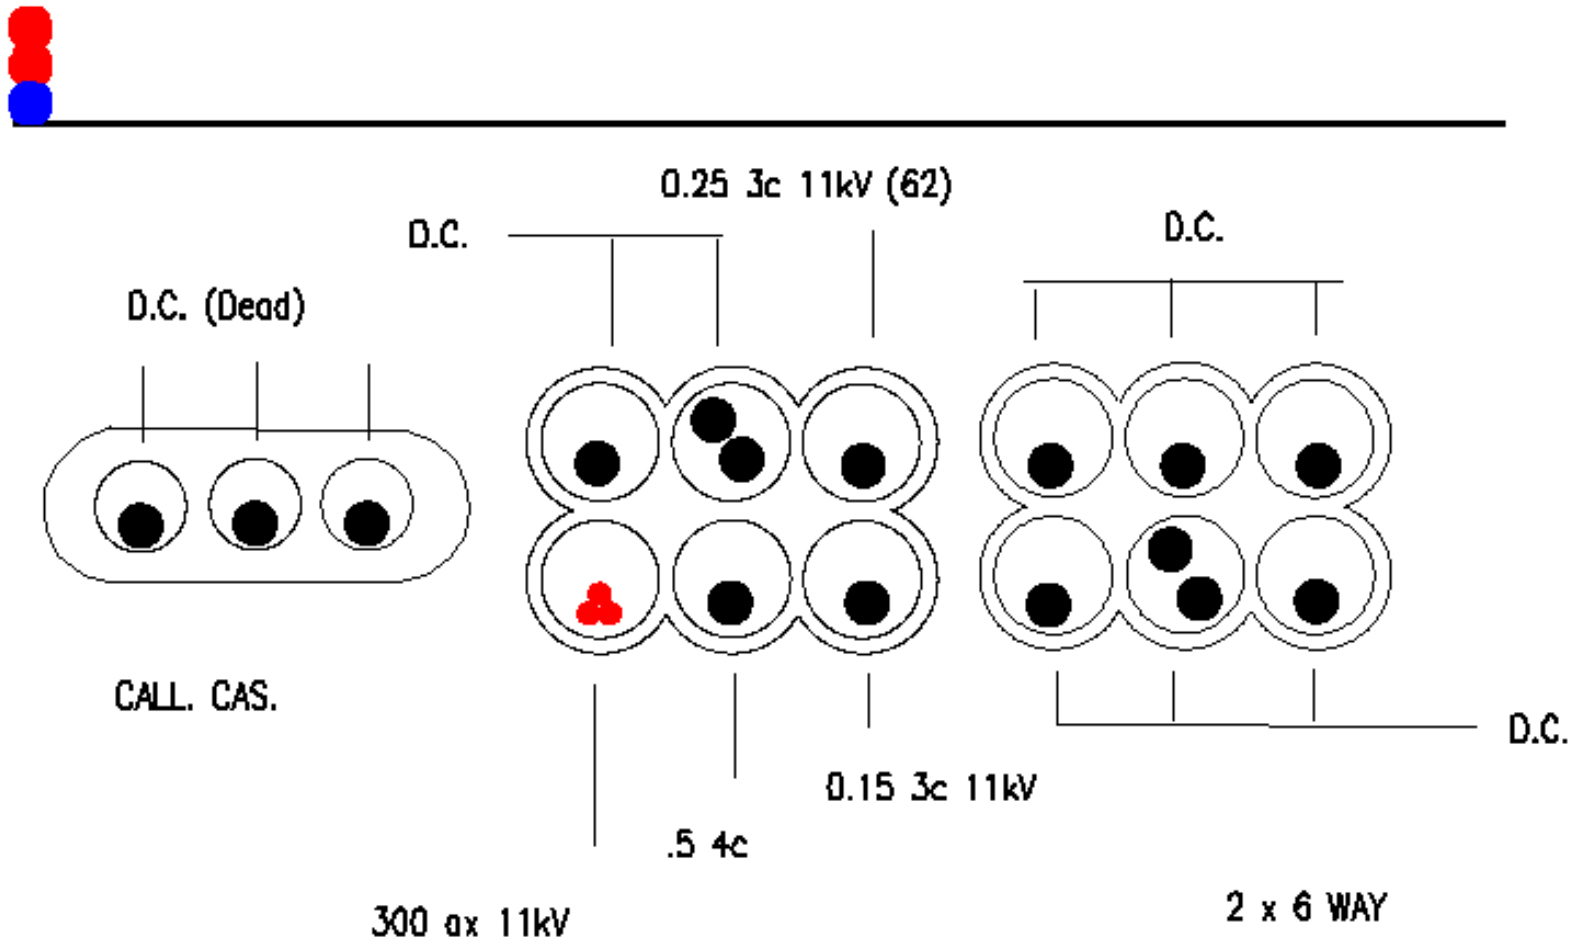 0.25 3c 11kV (62)
D.C.
D.C.
D.C. (Dead)
CALL. CAS.
D.C.
0.15 3c 11kV
.5 4c
300 ax 11kV
2 x 6 WAY